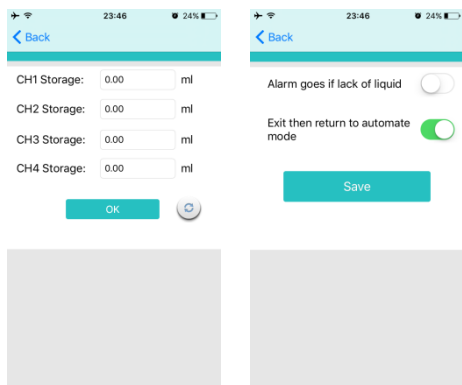 23:46
24%
Back
CH1 Storage: 0.00 ml
CH2 Storage: 0.00 ml
CH3 Storage: 0.00 ml
CH4 Storage: 0.00 ml
OK
23:46
24%
Back
Alarm goes if lack of liquid
Exit then return to automate
mode
Save